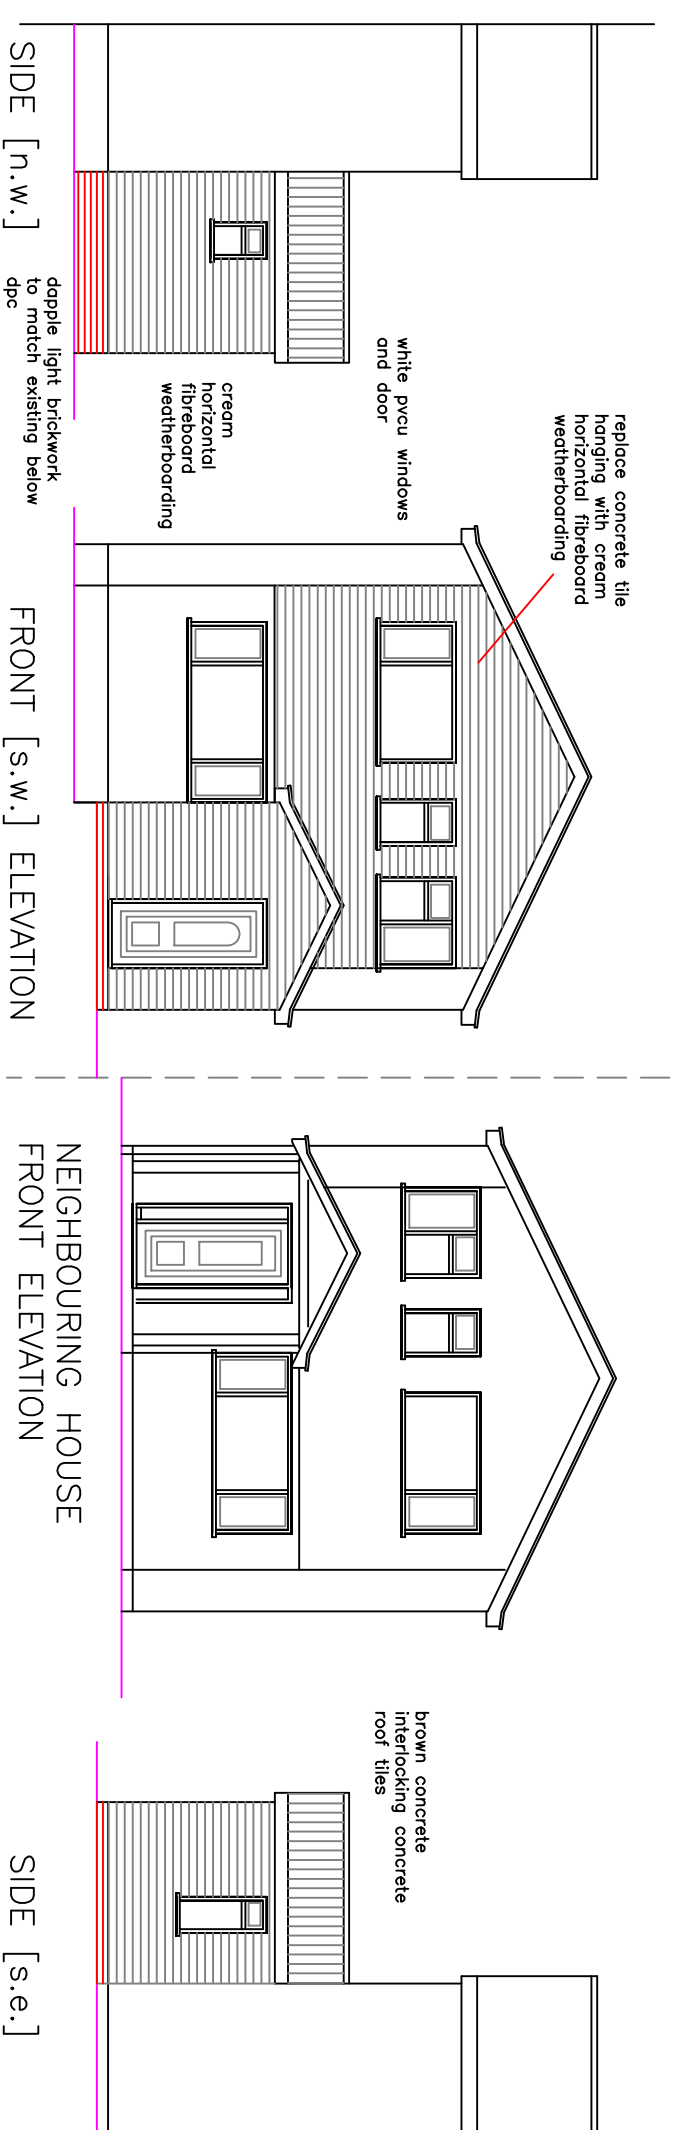 replace concrete tile
hanging with cream
horizontal fibreboard
weatherboarding
white pvcu windows
and door
cream
horizontal
fibreboard
weatherboarding
dapple light brickwork
to match existing below
dpc
SIDE [n.w.]
FRONT [s.w.] ELEVATION
NEIGHBOURING HOUSE
FRONT ELEVATION
brown concrete
interlocking concrete
roof tiles
SIDE [s.e.]